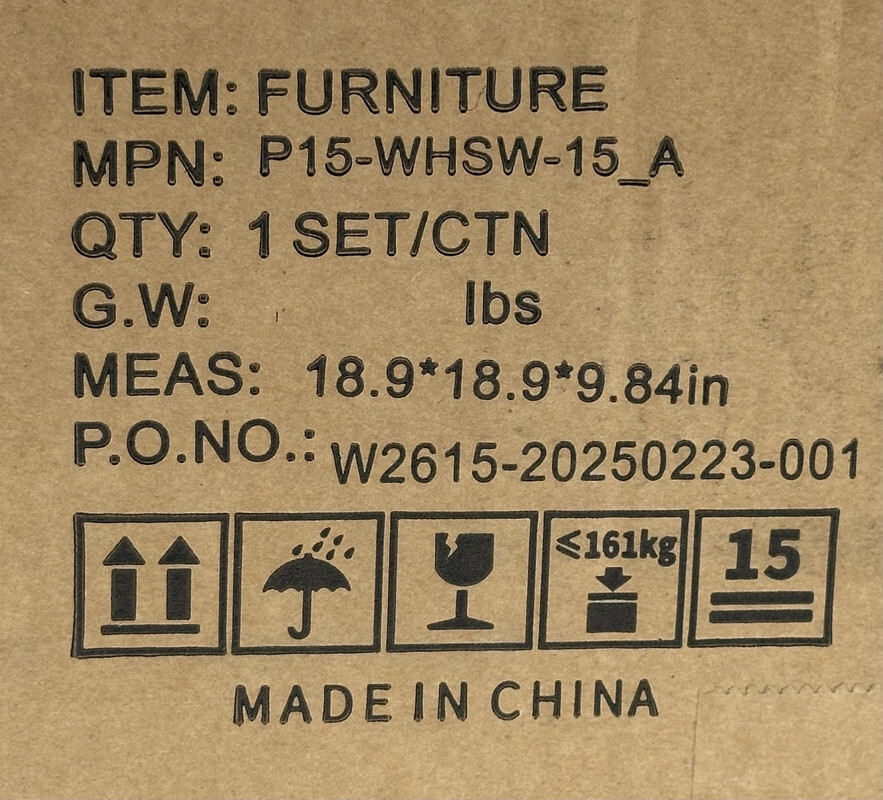 ITEM: FURNITURE
MPN: P15-WHSW-15_A
QTY: 1 SET/CTN
G.W: lbs
MEAS: 18.9*18.9*9.84in
P.O.NO.: W2615-20250223-001
≤161kg
15
MADE IN CHINA